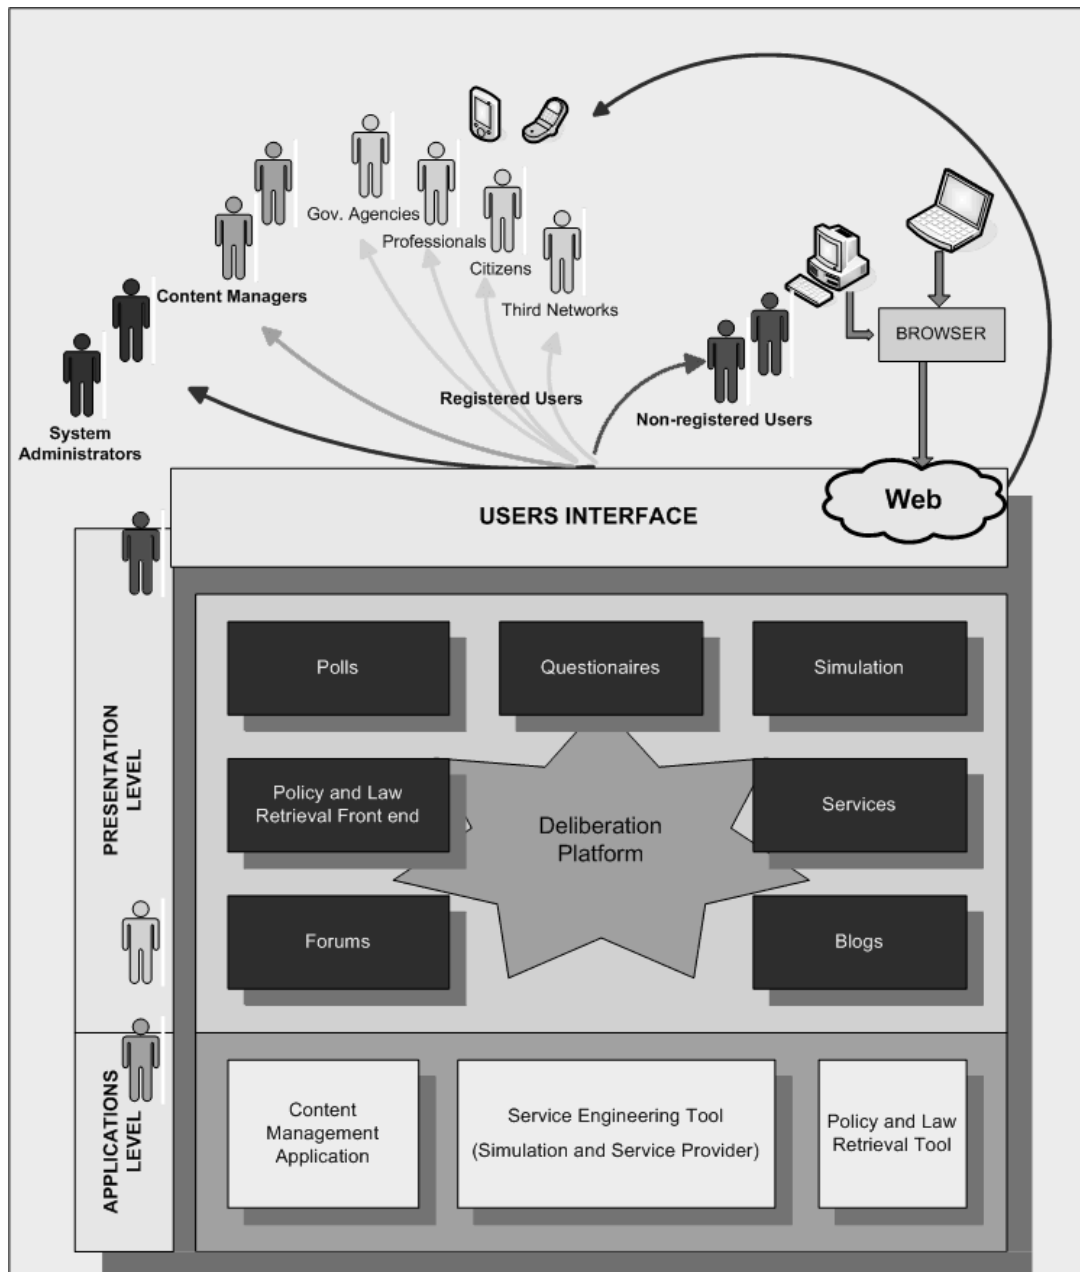 Gov. Agencies
Professionals
Citizens
Third Networks
Content Managers
System
Administrators
Registered Users
Non-registered Users
BROWSER
Web
USERS INTERFACE
PRESENTATION
LEVEL
Polls
Questionaires
Simulation
Policy and Law
Retrieval Front end
Deliberation
Platform
Services
Forums
Blogs
APPLICATIONS
LEVEL
Content
Management
Application
Service Engineering Tool
(Simulation and Service Provider)
Policy and Law
Retrieval Tool